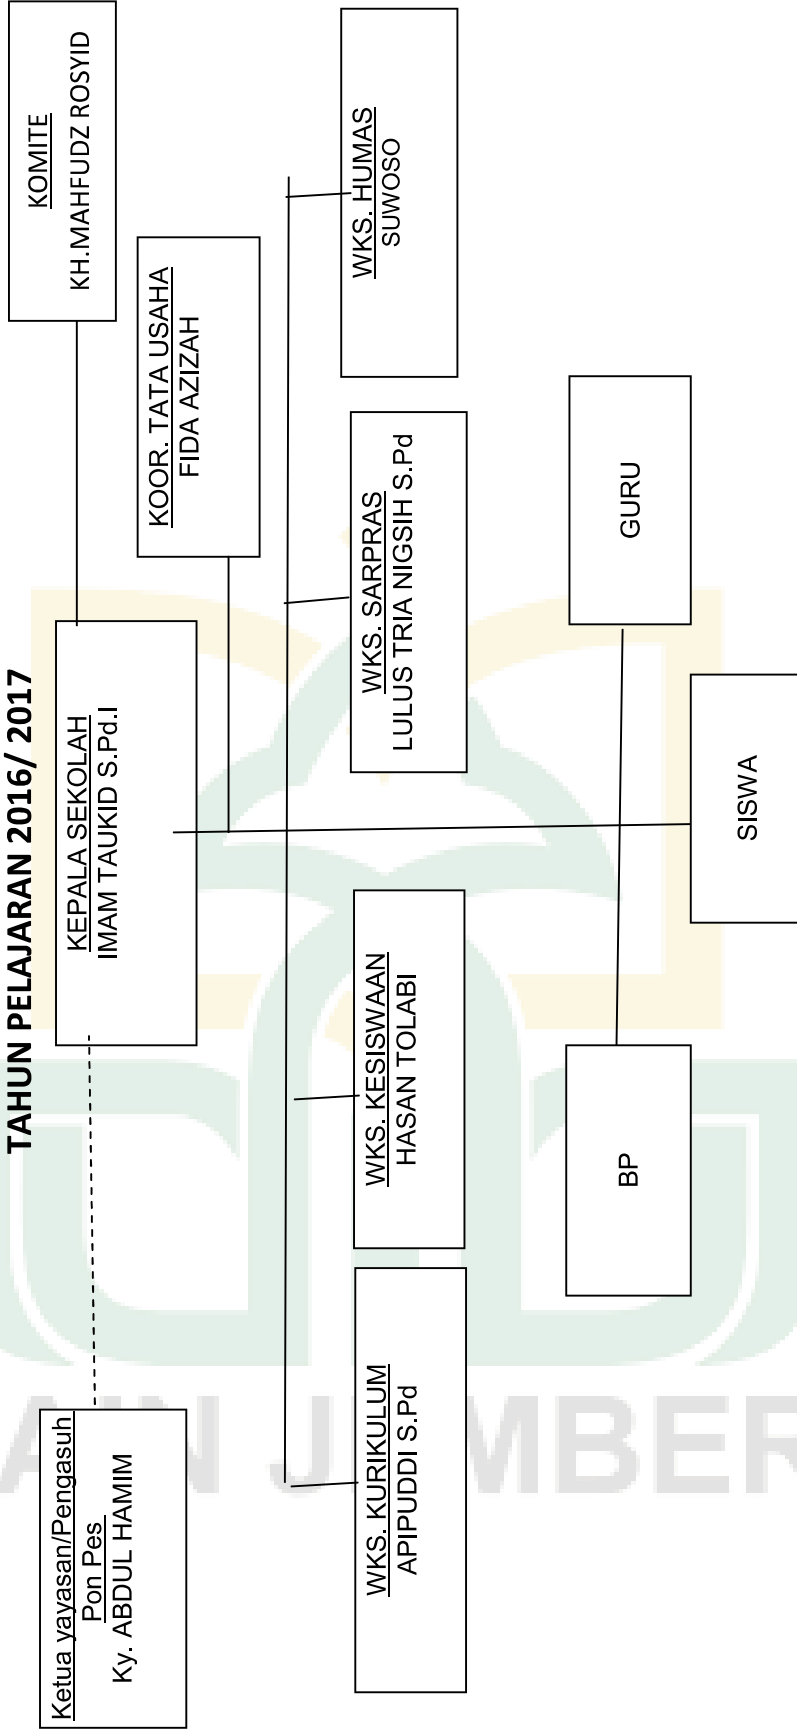 TAHUN PELAJARAN 2016/ 2017
KOMITE
KH.MAHFUDZ ROSYID
KEPALA SEKOLAH
IMAM TAUKID S.Pd.I
Ketua yayasan/Pengasuh
Pon Pes
Ky. ABDUL HAMIM
KOOR. TATA USAHA
FIDA AZIZAH
WKS. KURIKULUM
APIPUDDI S.Pd
WKS. KESISWAAN
HASAN TOLABI
WKS. SARPRAS
LULUS TRIA NIGSIH S.Pd
WKS. HUMAS
SUWOSO
BP
GURU
SISWA
AIN JEMBER